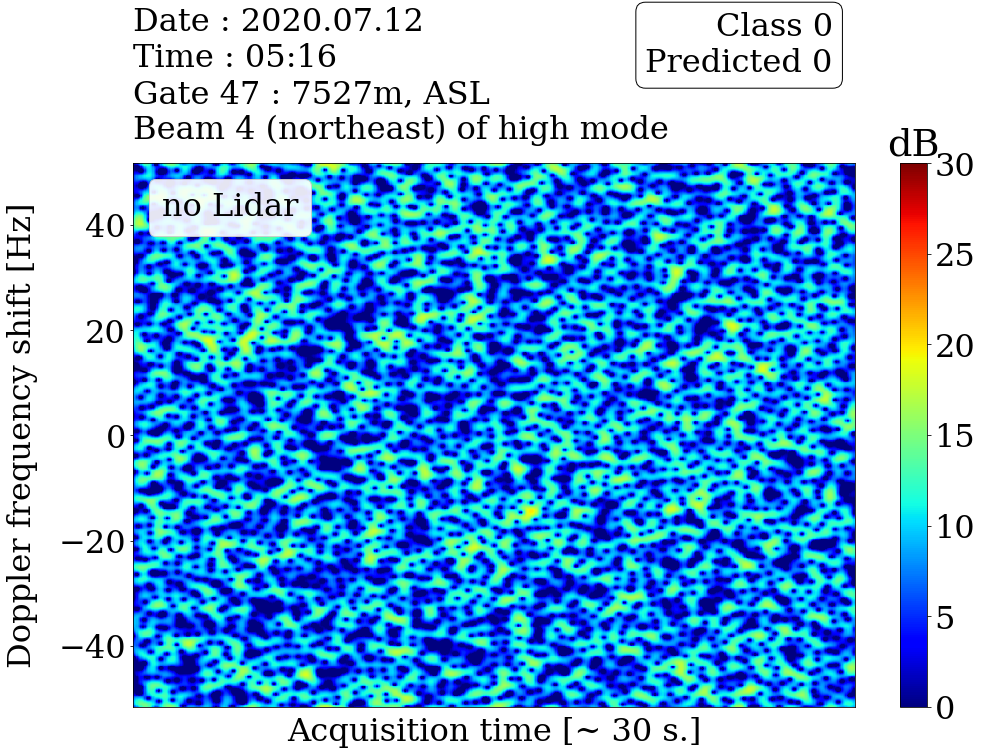 Date : 2020.07.12
Time : 05:16
Gate 47 : 7527m, ASL
Beam 4 (northeast) of high mode
Class 0
Predicted 0
dB
no Lidar
Doppler frequency shift [Hz]
40
20
0
−20
−40
30
25
20
15
10
5
0
Acquisition time [~ 30 s.]